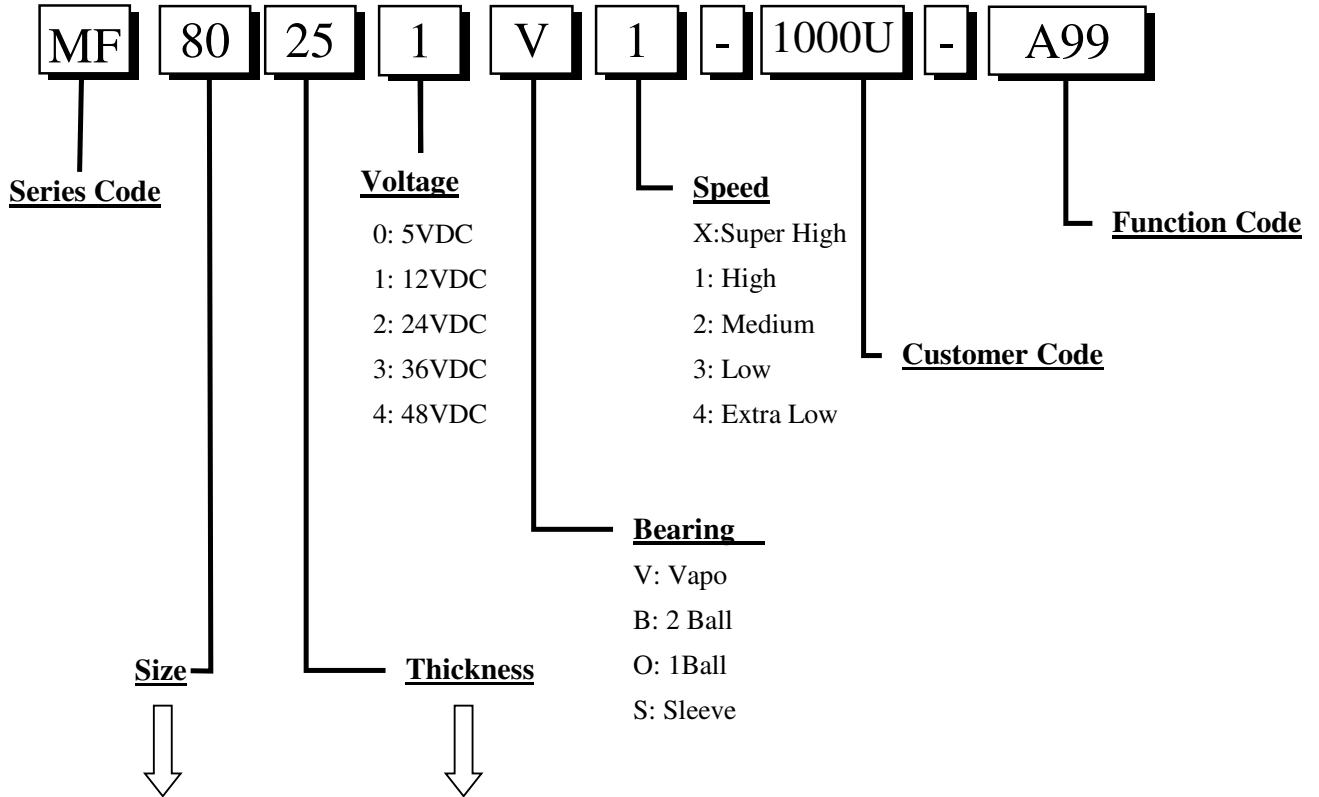 MF 80 25 1 V 1 - 1000U - A99
Series Code
Voltage
0: 5VDC
1: 12VDC
2: 24VDC
3: 36VDC
4: 48VDC
Speed
X:Super High
1: High
2: Medium
3: Low
4: Extra Low
Function Code
Customer Code
Bearing
V: Vapo
B: 2 Ball
O: 1Ball
S: Sleeve
Size
Thickness